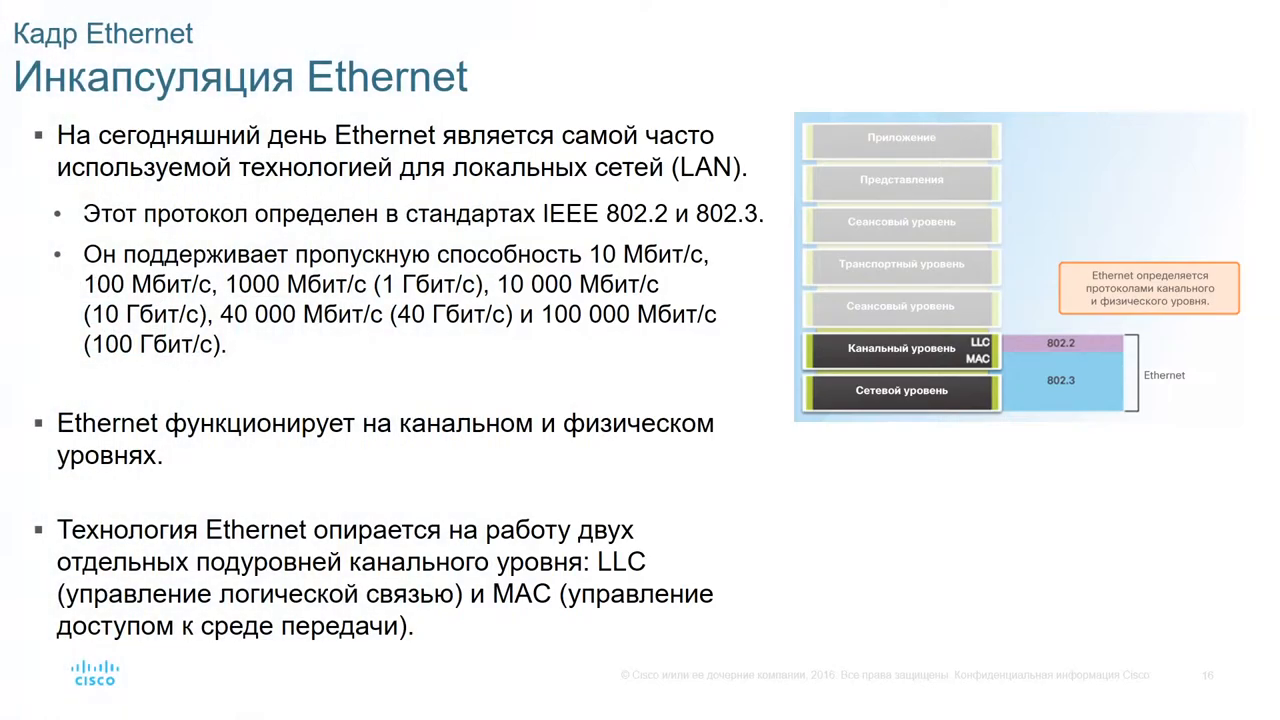 Кадр Ethernet
Инкапсуляция Ethernet
▪ На сегодняшний день Ethernet является самой часто
используемой технологией для локальных сетей (LAN).
• Этот протокол определен в стандартах IEEE 802.2 и 802.3.
• Он поддерживает пропускную способность 10 Мбит/с,
100 Мбит/с, 1000 Мбит/с (1 Гбит/с), 10 000 Мбит/с
(10 Гбит/с), 40 000 Мбит/с (40 Гбит/с) и 100 000 Мбит/с
(100 Гбит/с).
▪ Ethernet функционирует на канальном и физическом
уровнях.
▪ Технология Ethernet опирается на работу двух
отдельных подуровней канального уровня: LLC
(управление логической связью) и MAC (управление
доступом к среде передачи).
Приложение
Представления
Сеансовый уровень
Транспортный уровень
Сеансовый уровень
Канальный уровень
LLC
MAC
Сетевой уровень
802.2
802.3
Ethernet
Ethernet определяется
протоколами канального
и физического уровня.
cisco
© Cisco и/или ее дочерние компании, 2016. Все права защищены. Конфиденциальная информация Cisco
16